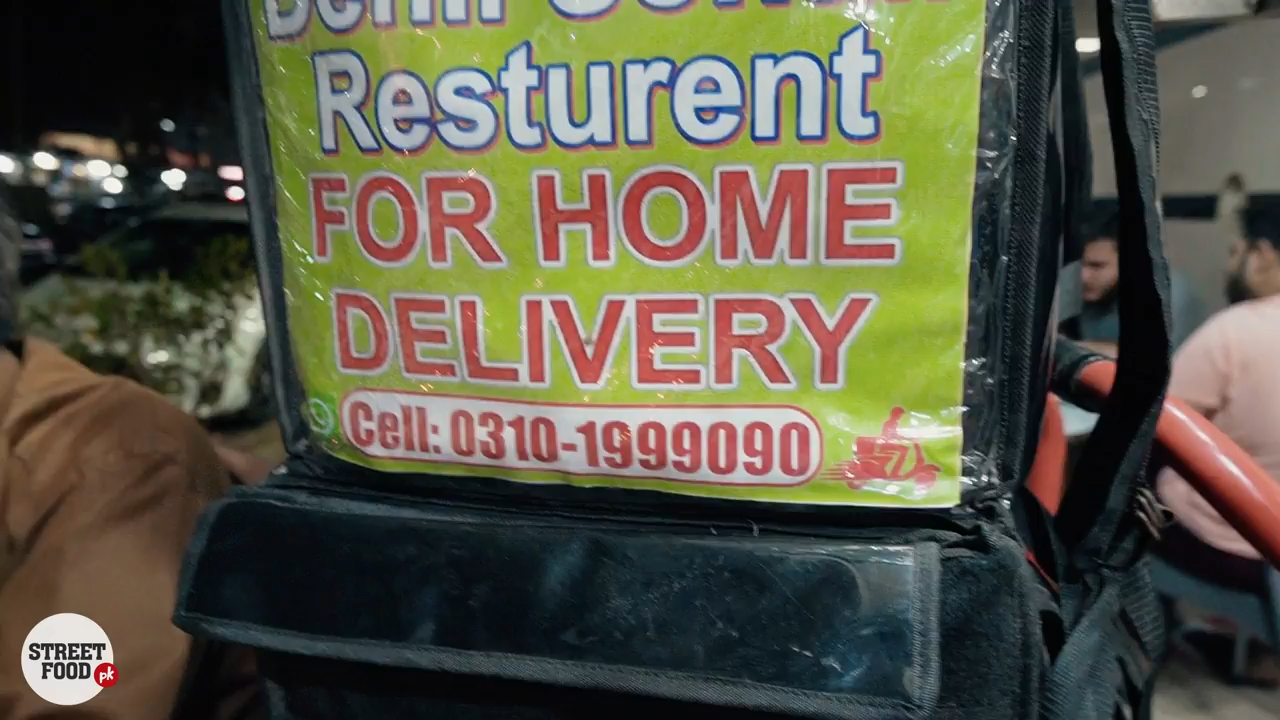 Resturent
FOR HOME
DELIVERY
Cell: 0310-1999090
STREET
FOOD
pk